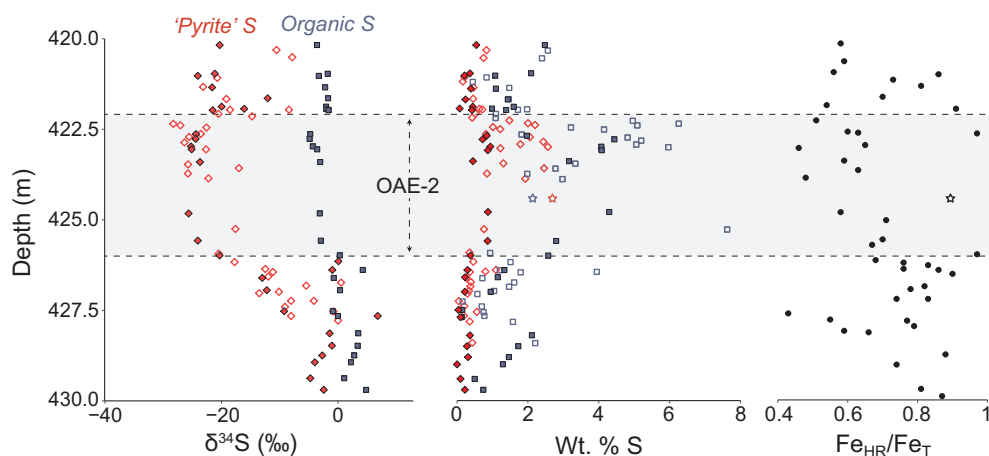 ‘Pyrite’ S
Organic S
420.0
422.5
425.0
427.5
430.0
Depth (m)
OAE-2
−40
−20
0
δ³⁴S (‰)
0
2
4
6
8
Wt. % S
0.4
0.6
0.8
1
Fe_HR/Fe_T